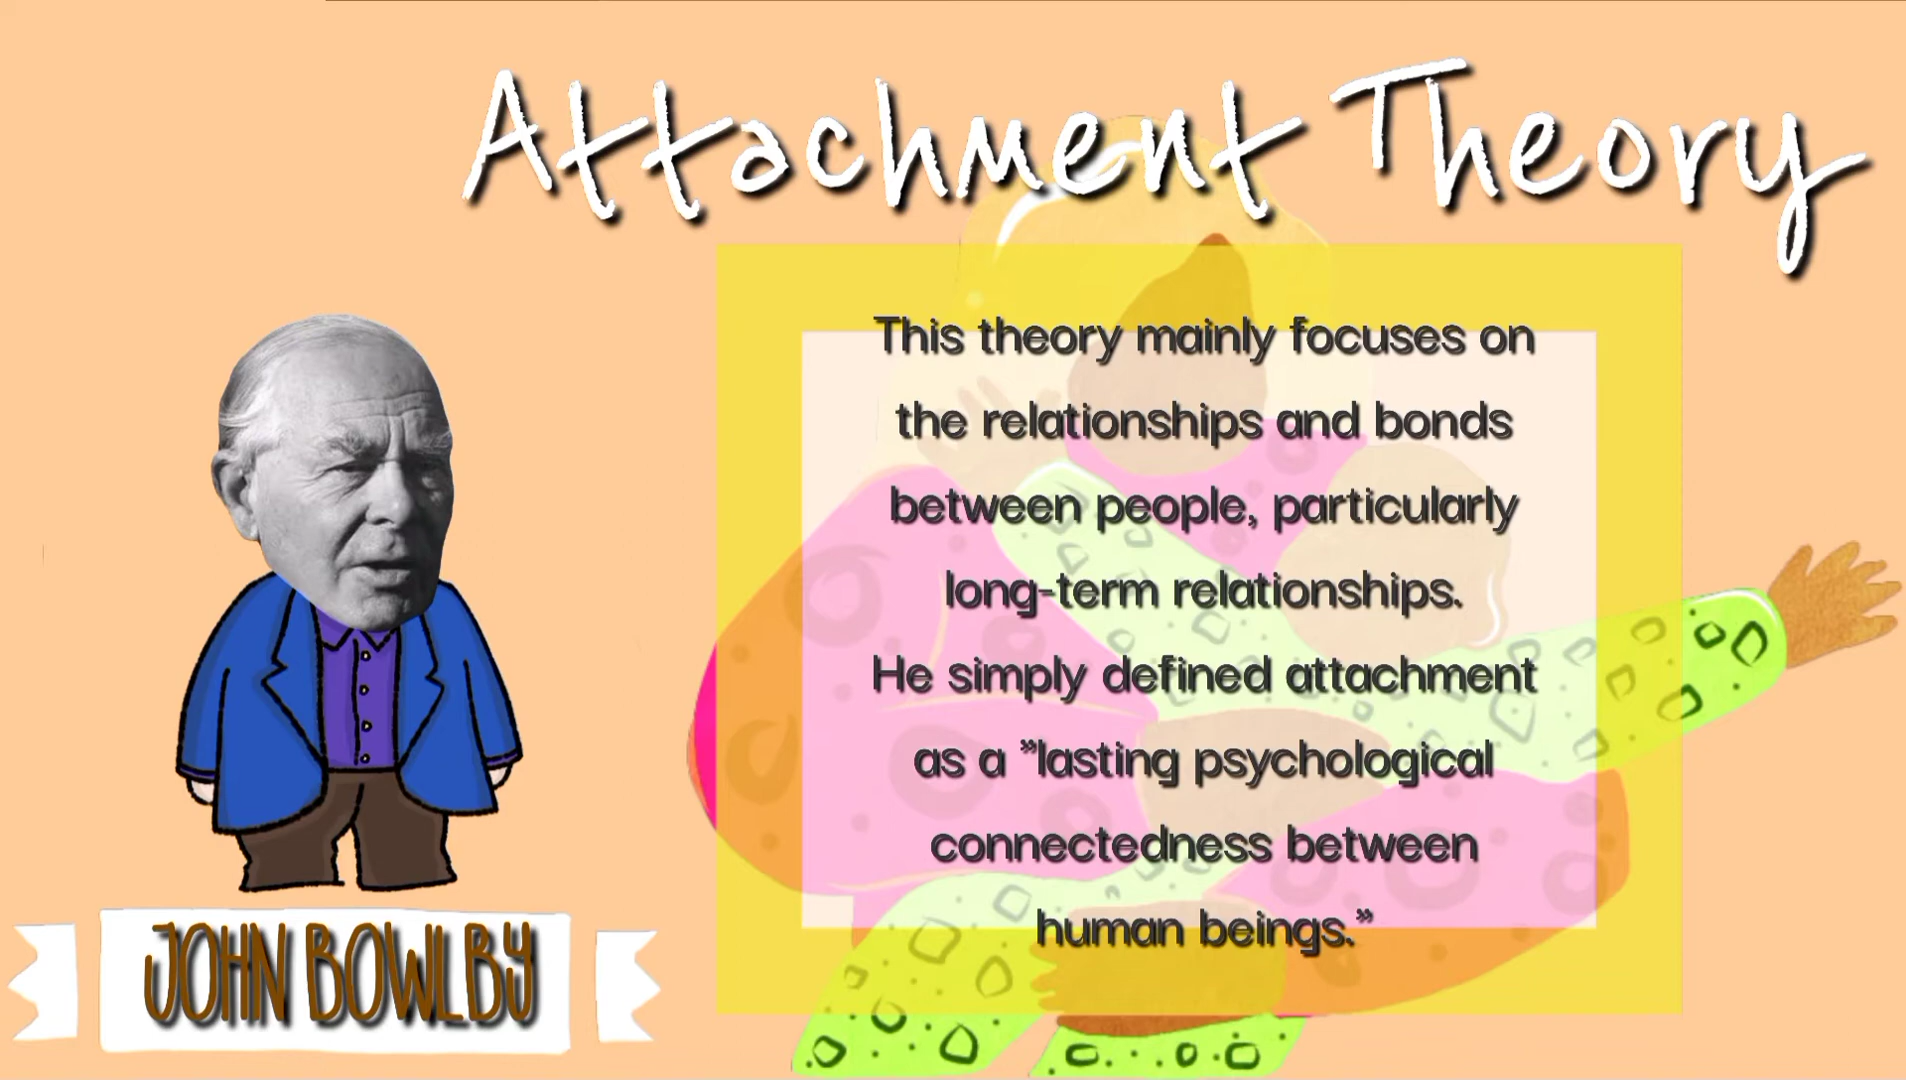 Attachment Theory
This theory mainly focuses on
the relationships and bonds
between people, particularly
long-term relationships.
He simply defined attachment
as a "lasting psychological
connectedness between
human beings."
JOHN BOWLBY